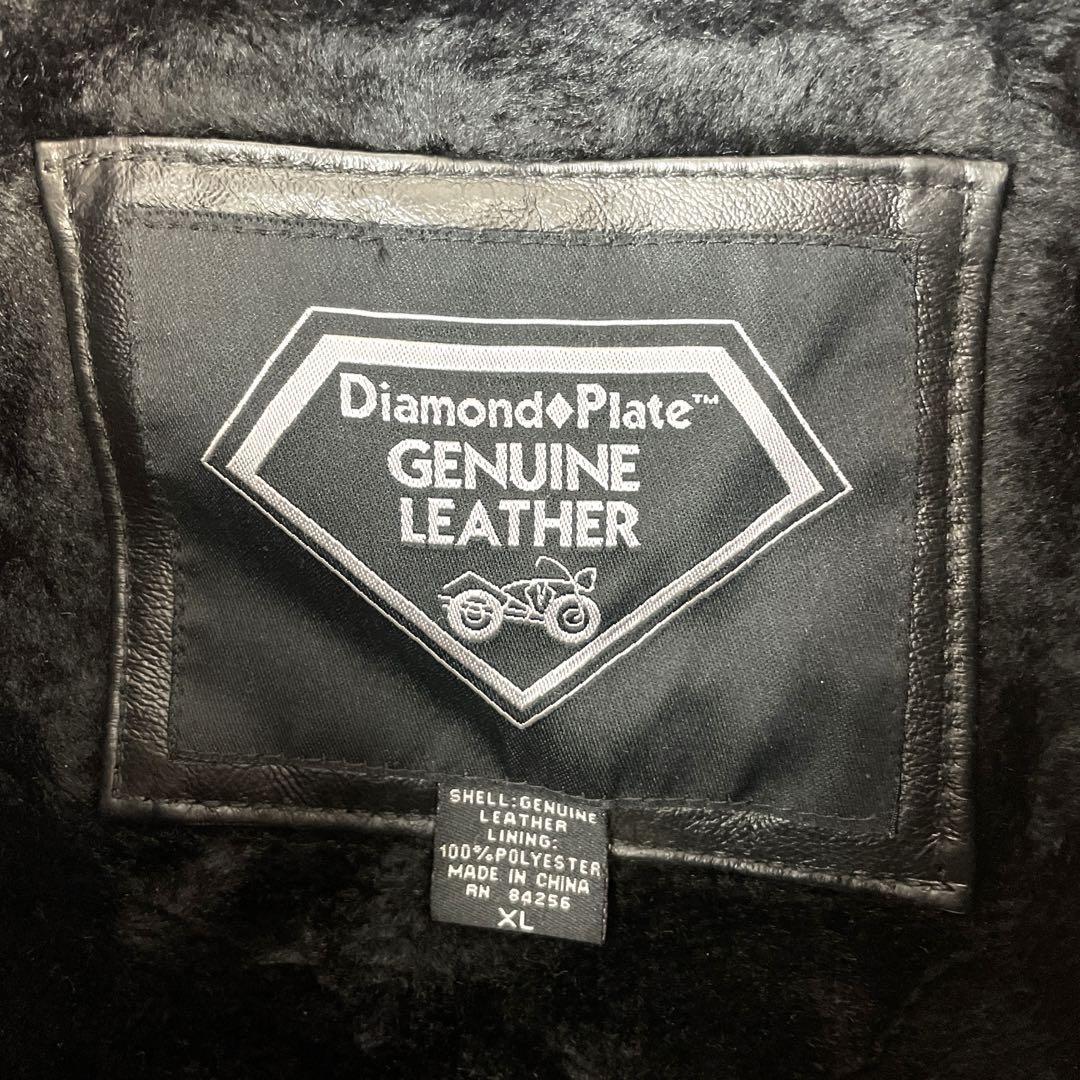 Diamond♦Plate™
GENUINE
LEATHER
SHELL:GENUINE
LEATHER
LINING:
100%POLYESTER
MADE IN CHINA
RN 84256
XL